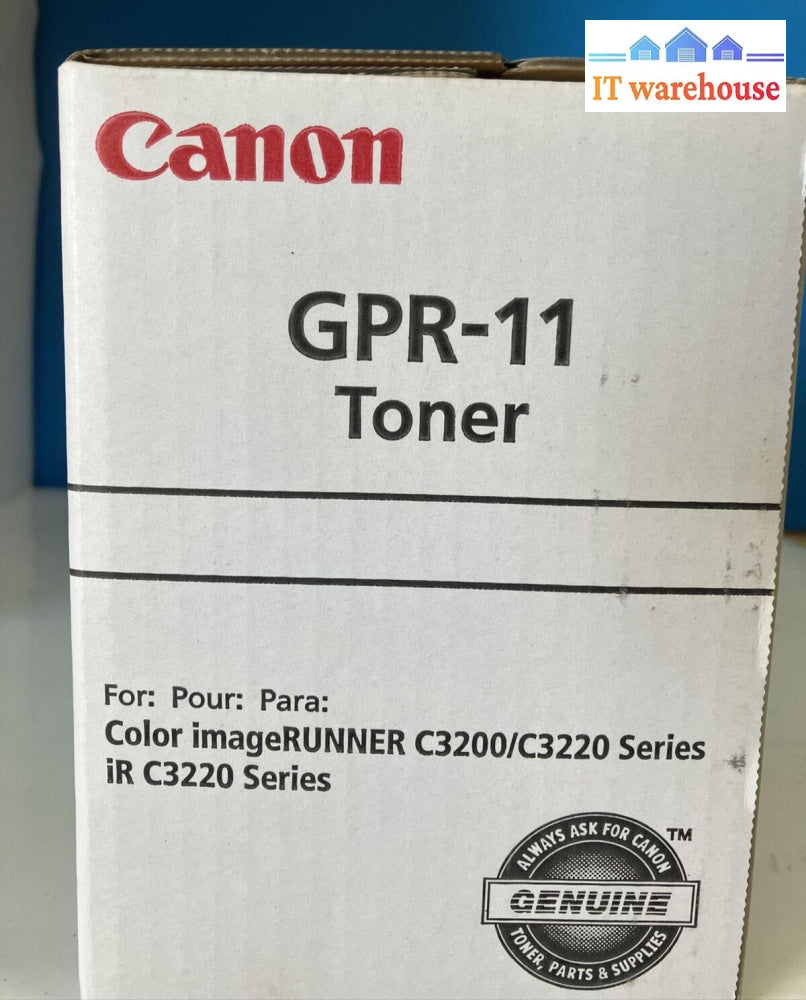 IT warehouse
Canon
GPR-11
Toner
For: Pour: Para:
Color imageRUNNER C3200/C3220 Series
iR C3220 Series
ALWAYS ASK FOR CANON
TM
GENUINE
TONER, PARTS & SUPPLIES